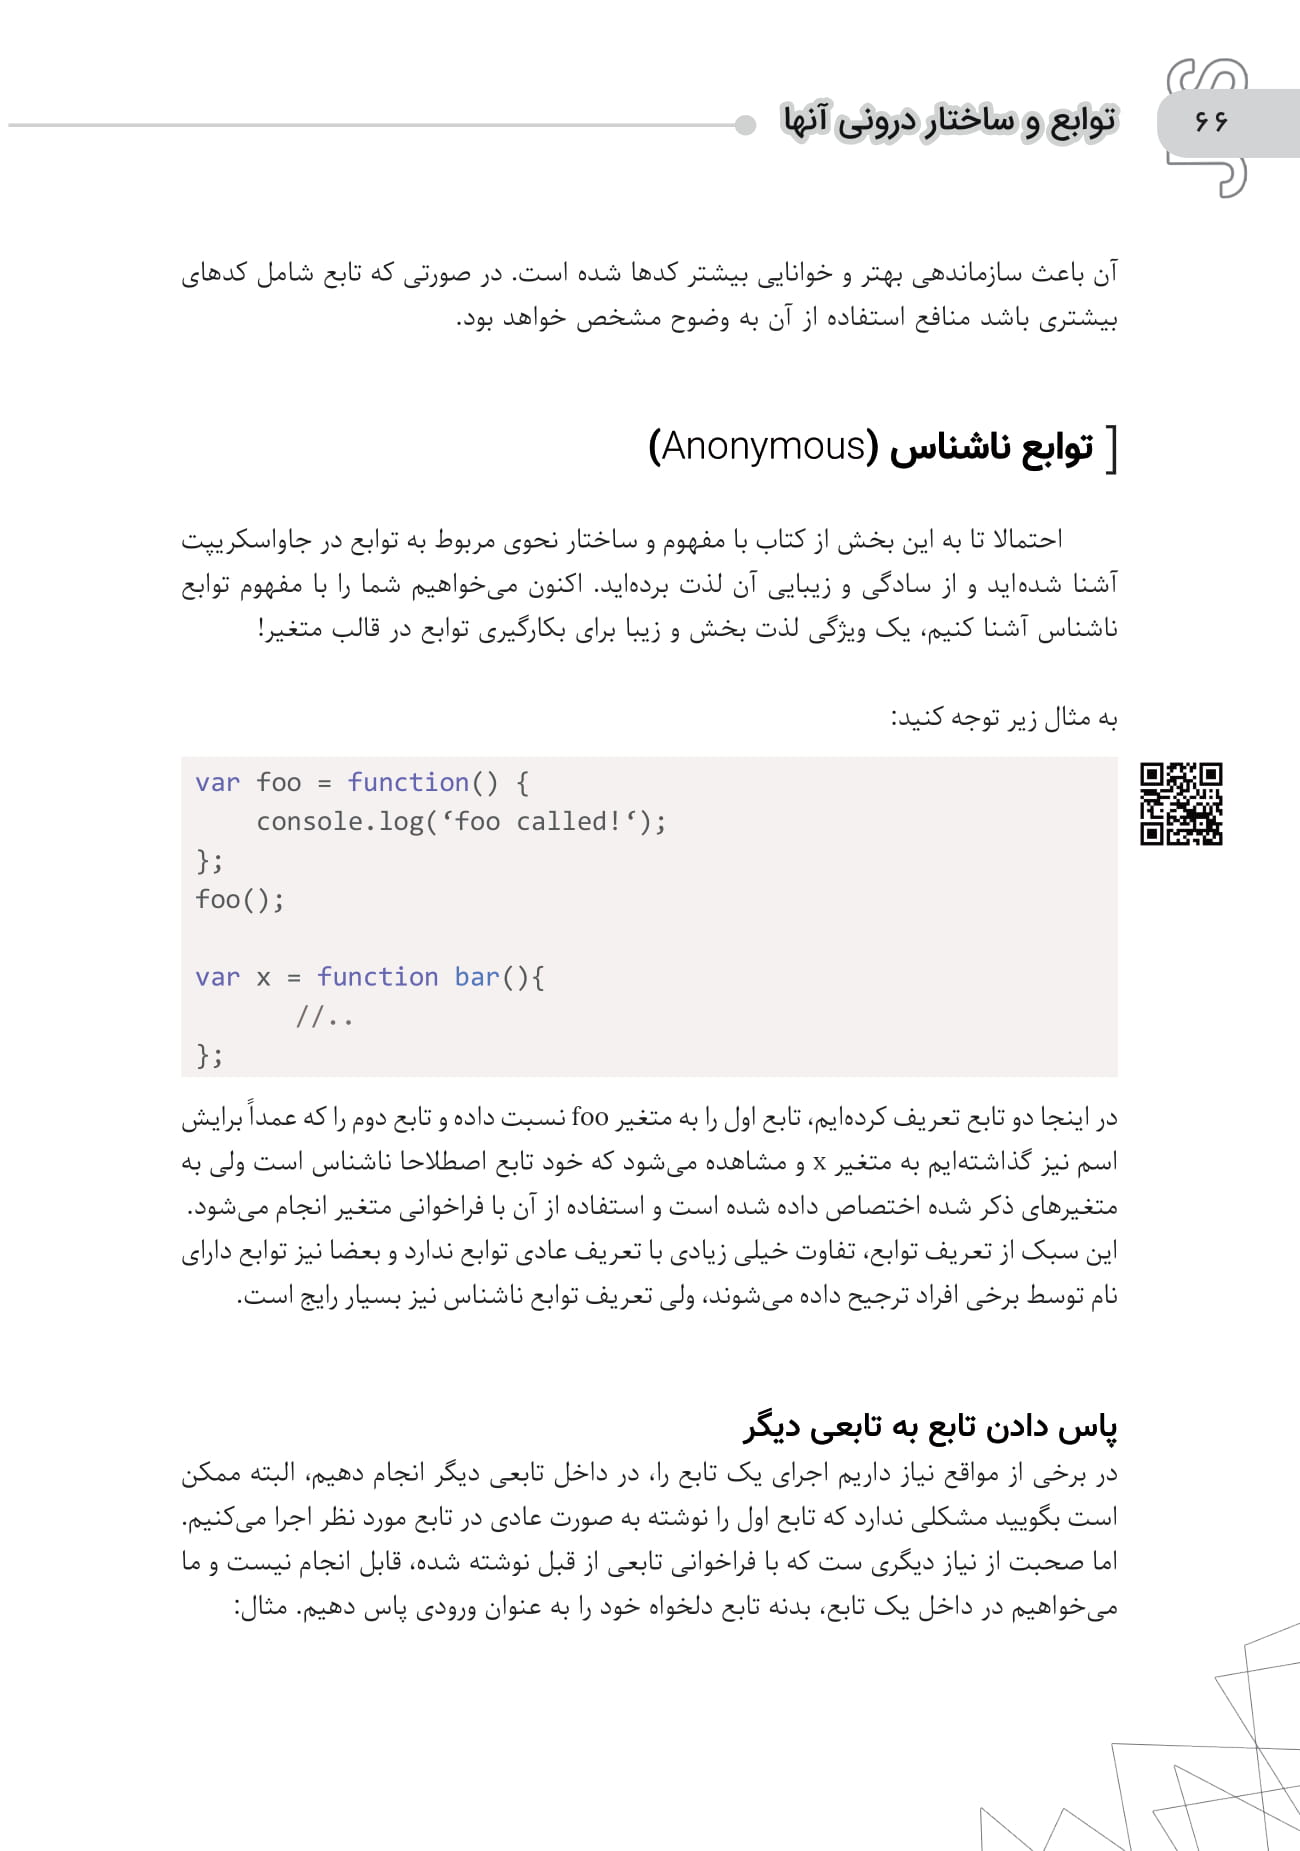 ۶۶
توابع و ساختار درونی آنها
آن باعث سازماندهی بهتر و خوانایی بیشتر کدها شده است. در صورتی که تابع شامل کدهای
بیشتری باشد منافع استفاده از آن به وضوح مشخص خواهد بود.
[ توابع ناشناس (Anonymous)
احتمالا تا به این بخش از کتاب با مفهوم و ساختار نحوی مربوط به توابع در جاواسکریپت
آشنا شده‌اید و از سادگی و زیبایی آن لذت برده‌اید. اکنون می‌خواهیم شما را با مفهوم توابع
ناشناس آشنا کنیم، یک ویژگی لذت بخش و زیبا برای بکارگیری توابع در قالب متغیر!
به مثال زیر توجه کنید:
var foo = function() {
    console.log(‘foo called!‘);
};
foo();
var x = function bar(){
      //..
};
در اینجا دو تابع تعریف کرده‌ایم، تابع اول را به متغیر foo نسبت داده و تابع دوم را که عمداً برایش
اسم نیز گذاشته‌ایم به متغیر x و مشاهده می‌شود که خود تابع اصطلاحا ناشناس است ولی به
متغیرهای ذکر شده اختصاص داده شده است و استفاده از آن با فراخوانی متغیر انجام می‌شود.
این سبک از تعریف توابع، تفاوت خیلی زیادی با تعریف عادی توابع ندارد و بعضا نیز توابع دارای
نام توسط برخی افراد ترجیح داده می‌شوند، ولی تعریف توابع ناشناس نیز بسیار رایج است.
پاس دادن تابع به تابعی دیگر
در برخی از مواقع نیاز داریم اجرای یک تابع را، در داخل تابعی دیگر انجام دهیم، البته ممکن
است بگویید مشکلی ندارد که تابع اول را نوشته به صورت عادی در تابع مورد نظر اجرا می‌کنیم.
اما صحبت از نیاز دیگری ست که با فراخوانی تابعی از قبل نوشته شده، قابل انجام نیست و ما
می‌خواهیم در داخل یک تابع، بدنه تابع دلخواه خود را به عنوان ورودی پاس دهیم. مثال: